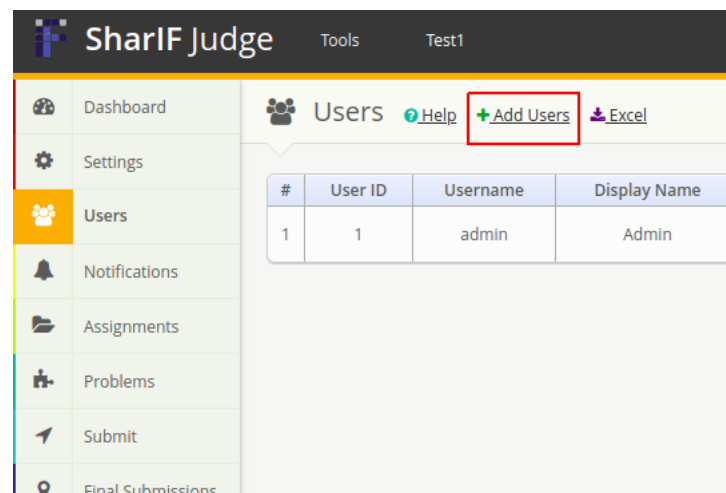 SharIF Judge Tools Test1
Dashboard
Users Help Add Users Excel
Settings
# User ID Username Display Name
Users
1 1 admin Admin
Notifications
Assignments
Problems
Submit
Final Submissions